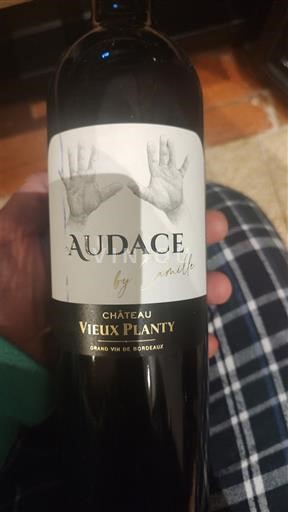 AUDACE
by Camille
CHÂTEAU
VIEUX PLANTY
GRAND VIN DE BORDEAUX